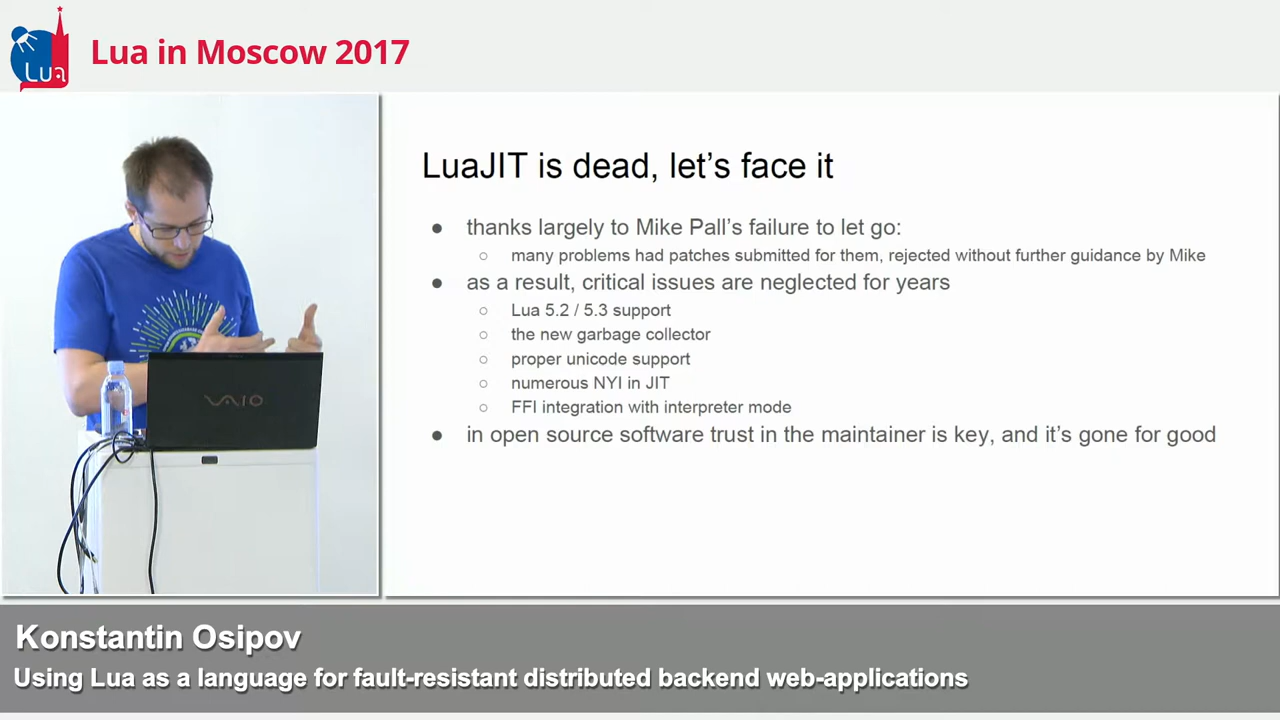 Lua
Lua in Moscow 2017
LuaJIT is dead, let's face it
● thanks largely to Mike Pall's failure to let go:
○ many problems had patches submitted for them, rejected without further guidance by Mike
● as a result, critical issues are neglected for years
○ Lua 5.2 / 5.3 support
○ the new garbage collector
○ proper unicode support
○ numerous NYI in JIT
○ FFI integration with interpreter mode
● in open source software trust in the maintainer is key, and it's gone for good
VAIO
Konstantin Osipov
Using Lua as a language for fault-resistant distributed backend web-applications